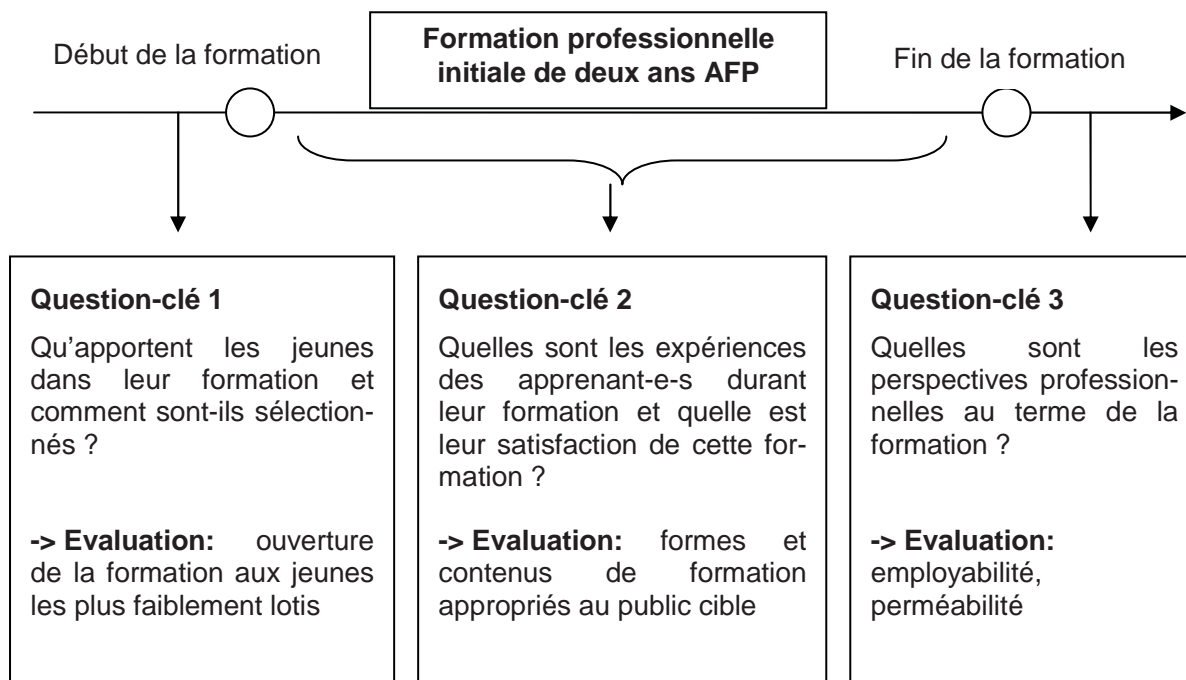 Début de la formation
Formation professionnelle
initiale de deux ans AFP
Fin de la formation
Question-clé 1
Qu’apportent les jeunes
dans leur formation et
comment sont-ils sélection-
nés ?
-> Evaluation: ouverture
de la formation aux jeunes
les plus faiblement lotis
Question-clé 2
Quelles sont les expériences
des apprenant-e-s durant
leur formation et quelle est
leur satisfaction de cette for-
mation ?
-> Evaluation: formes et
contenus de formation
appropriés au public cible
Question-clé 3
Quelles sont les
perspectives profession-
nelles au terme de la
formation ?
-> Evaluation:
employabilité,
perméabilité